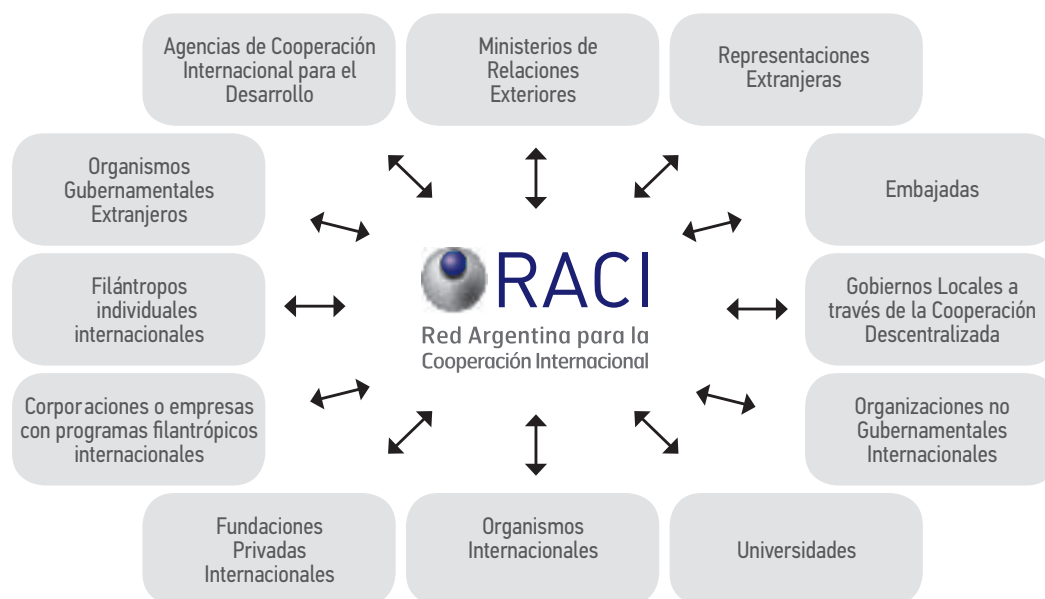 Agencias de Cooperación
Internacional para el
Desarrollo
Ministerios de
Relaciones
Exteriores
Representaciones
Extranjeras
Organismos
Gubernamentales
Extranjeros
Embajadas
Filántropos
individuales
internacionales
RACI
Red Argentina para la
Cooperación Internacional
Gobiernos Locales a
través de la Cooperación
Descentralizada
Corporaciones o empresas
con programas filantrópicos
internacionales
Organizaciones no
Gubernamentales
Internacionales
Fundaciones
Privadas
Internacionales
Organismos
Internacionales
Universidades